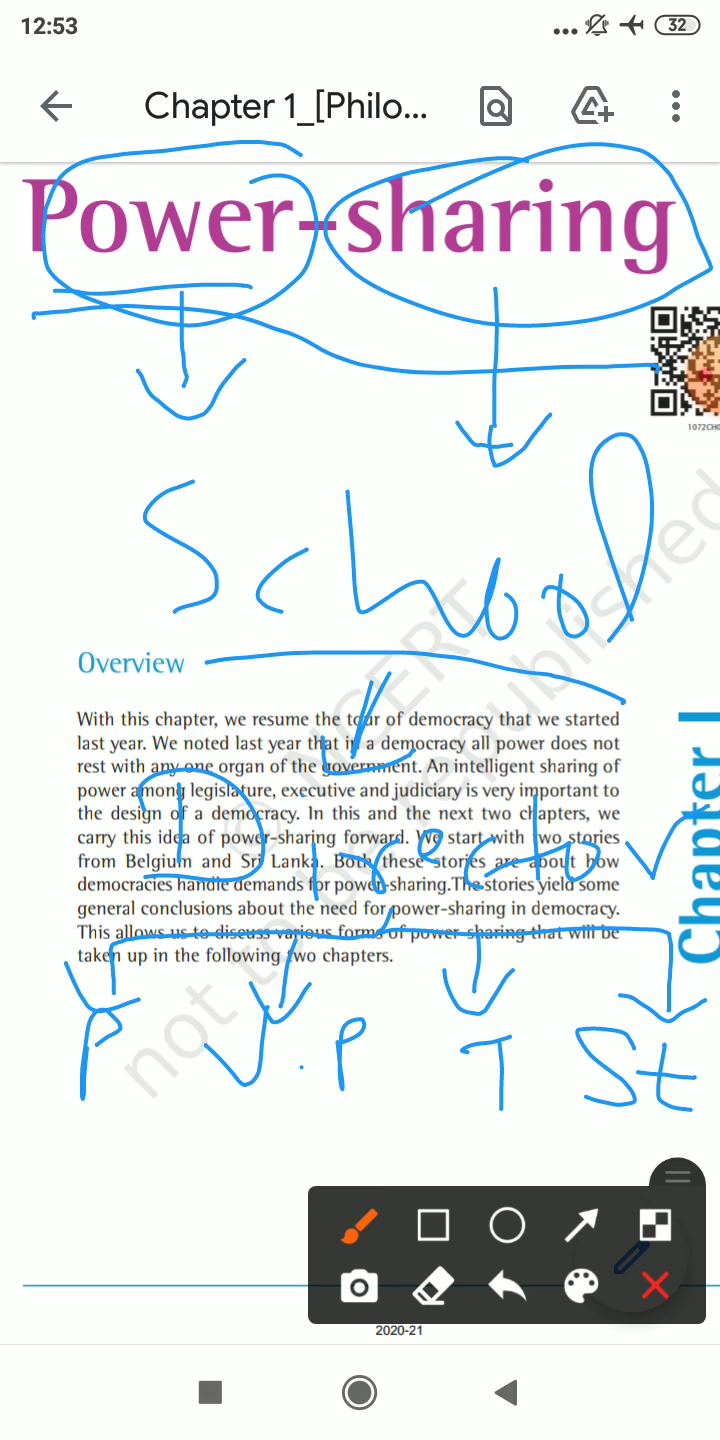 12:53
32
Chapter 1_[Philo...
Power-sharing
1072CH0
School
Overview
With this chapter, we resume the tour of democracy that we started
last year. We noted last year that in a democracy all power does not
rest with any one organ of the government. An intelligent sharing of
power among legislature, executive and judiciary is very important to
the design of a democracy. In this and the next two chapters, we
carry this idea of power-sharing forward. We start with two stories
from Belgium and Sri Lanka. Both these stories are about how
democracies handle demands for power-sharing.The stories yield some
general conclusions about the need for power-sharing in democracy.
This allows us to discuss various forms of power-sharing that will be
taken up in the following two chapters.
Chapter I
© NCERT
not to be republished
Director
P V.P T St
2020-21